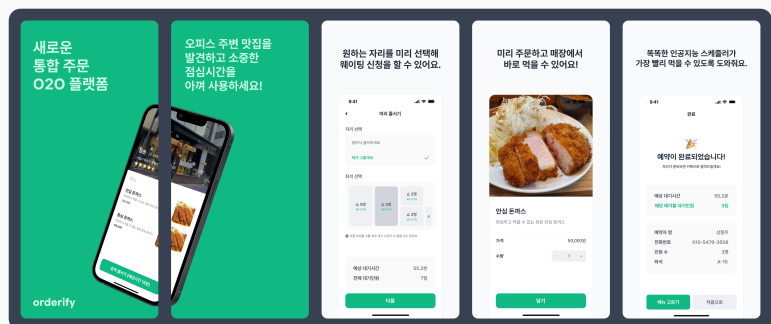 새로운
통합 주문
O2O 플랫폼
orderify
오피스 주변 맛집을
발견하고 소중한
점심시간을
아껴 사용하세요!
원하는 자리를 미리 선택해
웨이팅 신청을 할 수 있어요.
9:41
미리 줄서기
자리 선택
좌석 선택
예상 대기시간 55.2분
전체 대기인원 7팀
다음
미리 주문하고 매장에서
바로 먹을 수 있어요!
안심 돈까스
가격 50,000원
수량 - 1 +
담기
똑똑한 인공지능 스케줄러가
가장 빨리 먹을 수 있도록 도와줘요.
9:41
완료
예약이 완료되었습니다!
예상 대기시간 55.2분
해당 테이블 대기인원 3팀
예약자 명
전화번호 010-5476-3508
인원 수 3명
좌석 A-15
메뉴 고르기
처음으로